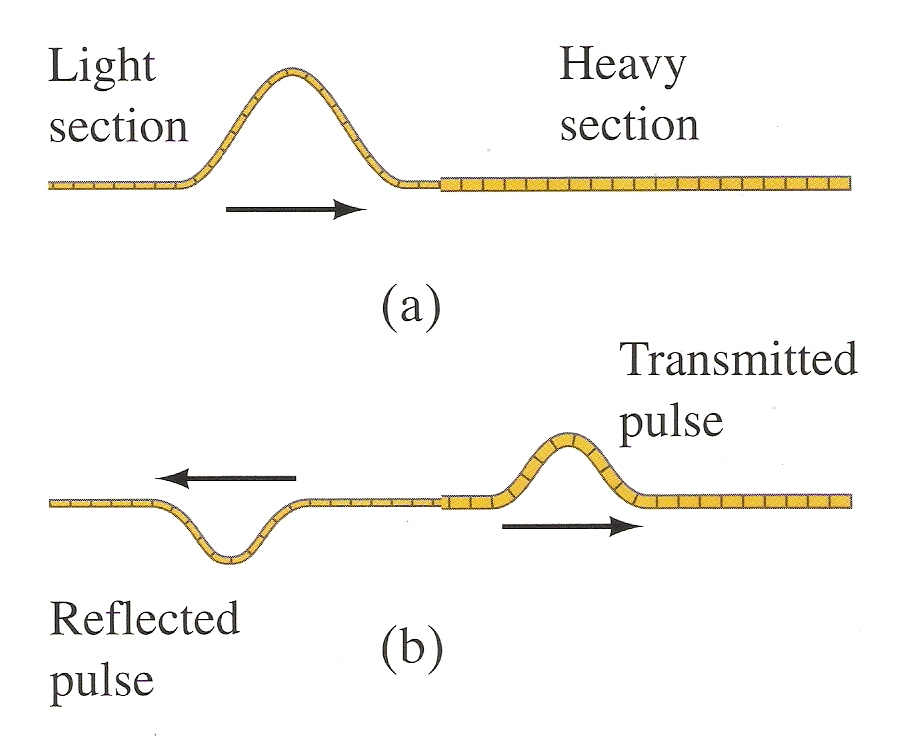 Light
section
Heavy
section
(a)
Transmitted
pulse
Reflected
pulse
(b)